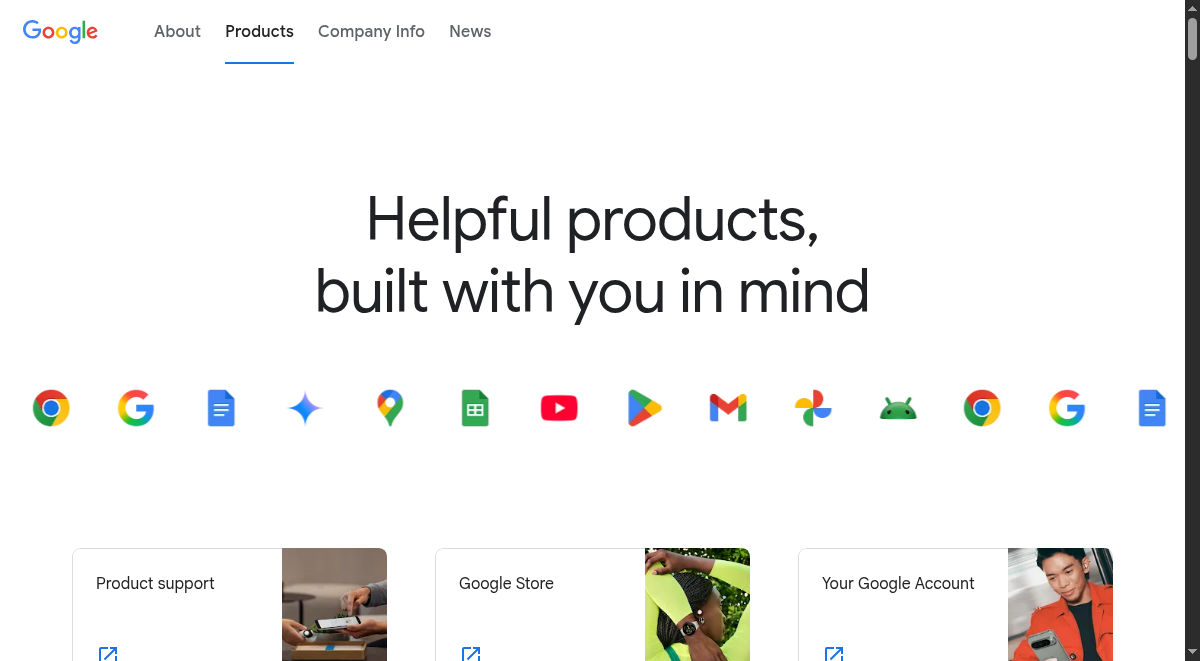 Google
About
Products
Company Info
News
Helpful products,
built with you in mind
Product support
Google Store
Your Google Account